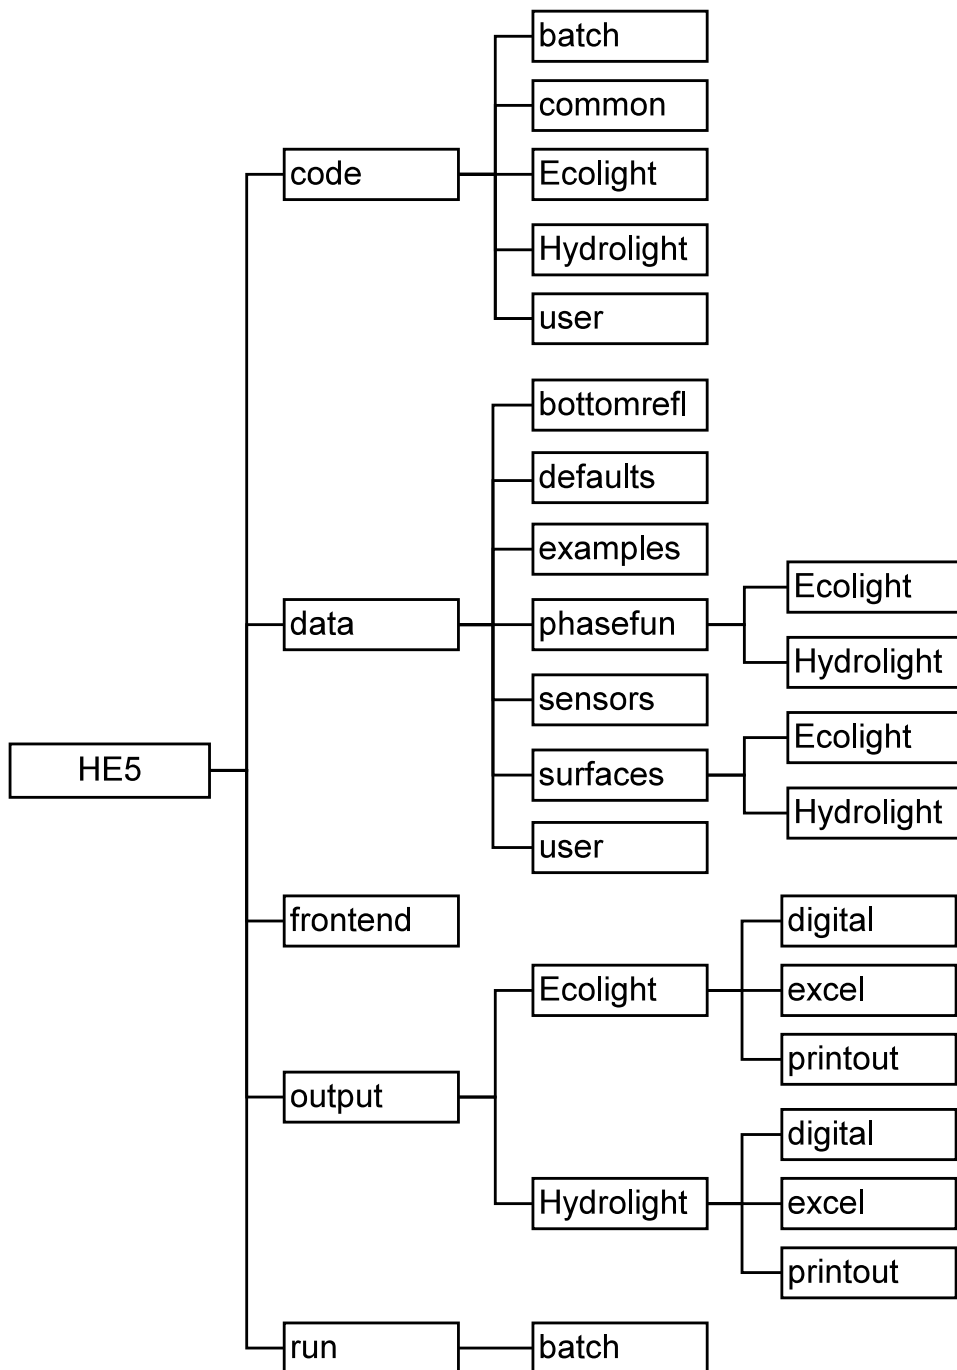 batch
common
code
Ecolight
Hydrolight
user
bottomrefl
defaults
examples
Ecolight
data
phasefun
Hydrolight
sensors
Ecolight
HE5
surfaces
Hydrolight
user
frontend
digital
Ecolight
excel
printout
output
digital
Hydrolight
excel
printout
run
batch